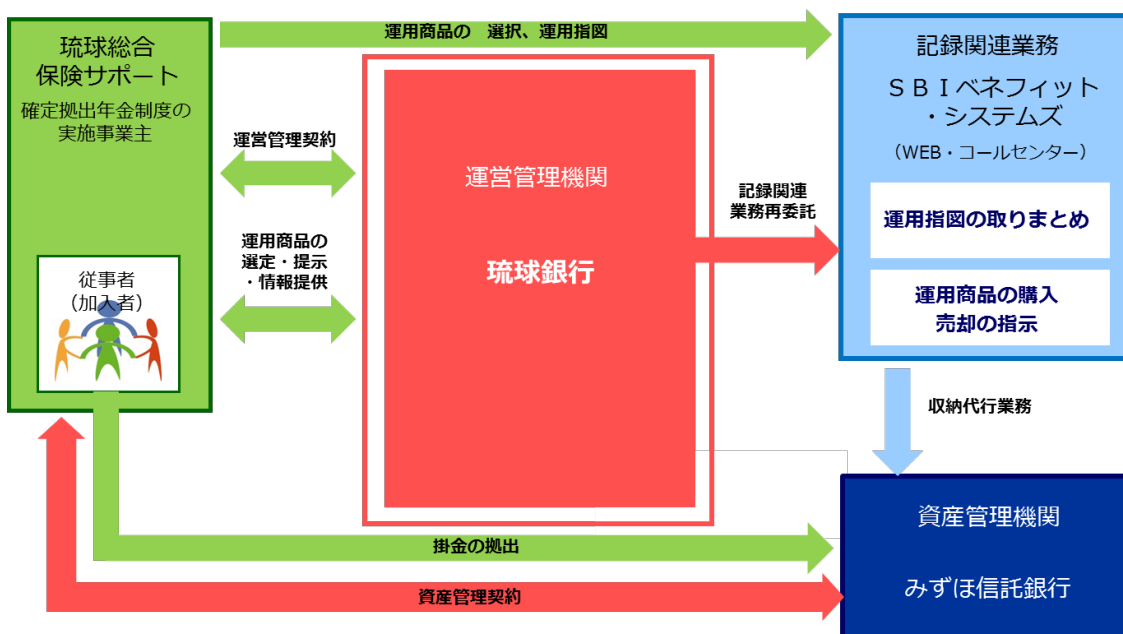 琉球総合
保険サポート
確定拠出年金制度の
実施事業主
従事者
(加入者)
運用商品の　選択、運用指図
運営管理契約
運用商品の
選定・提示
・情報提供
運営管理機関
琉球銀行
記録関連
業務再委託
記録関連業務
ＳＢＩベネフィット
・システムズ
（WEB・コールセンター）
運用指図の取りまとめ
運用商品の購入
売却の指示
収納代行業務
資産管理機関
みずほ信託銀行
掛金の拠出
資産管理契約